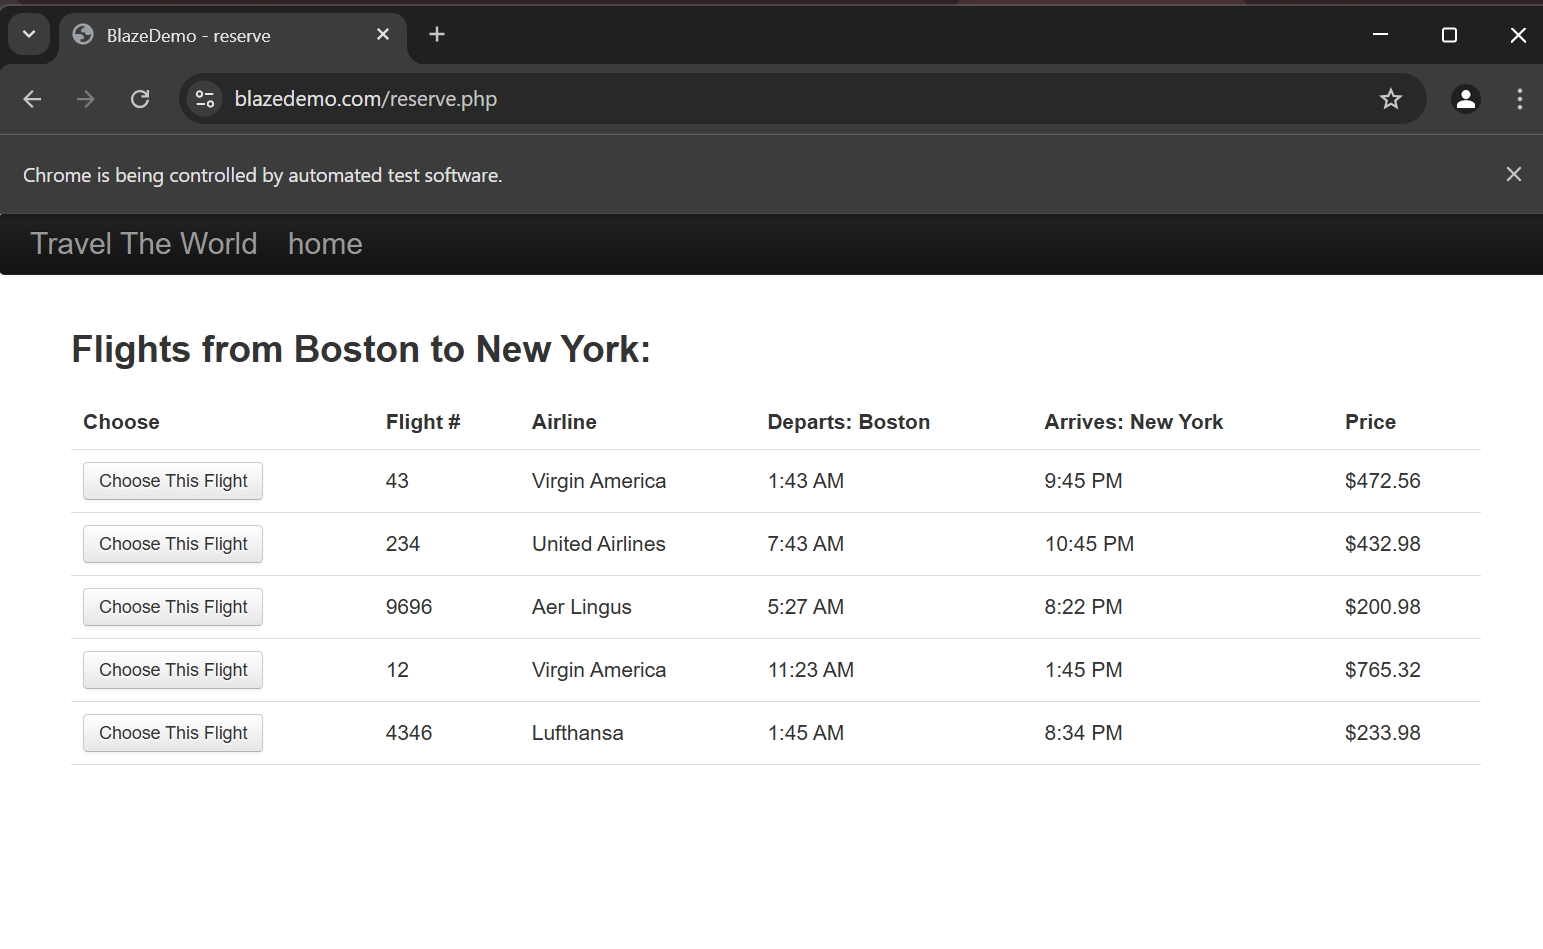 BlazeDemo - reserve
blazedemo.com/reserve.php
Chrome is being controlled by automated test software.
Travel The World home
Flights from Boston to New York:
Choose Flight # Airline Departs: Boston Arrives: New York Price
Choose This Flight 43 Virgin America 1:43 AM 9:45 PM $472.56
Choose This Flight 234 United Airlines 7:43 AM 10:45 PM $432.98
Choose This Flight 9696 Aer Lingus 5:27 AM 8:22 PM $200.98
Choose This Flight 12 Virgin America 11:23 AM 1:45 PM $765.32
Choose This Flight 4346 Lufthansa 1:45 AM 8:34 PM $233.98